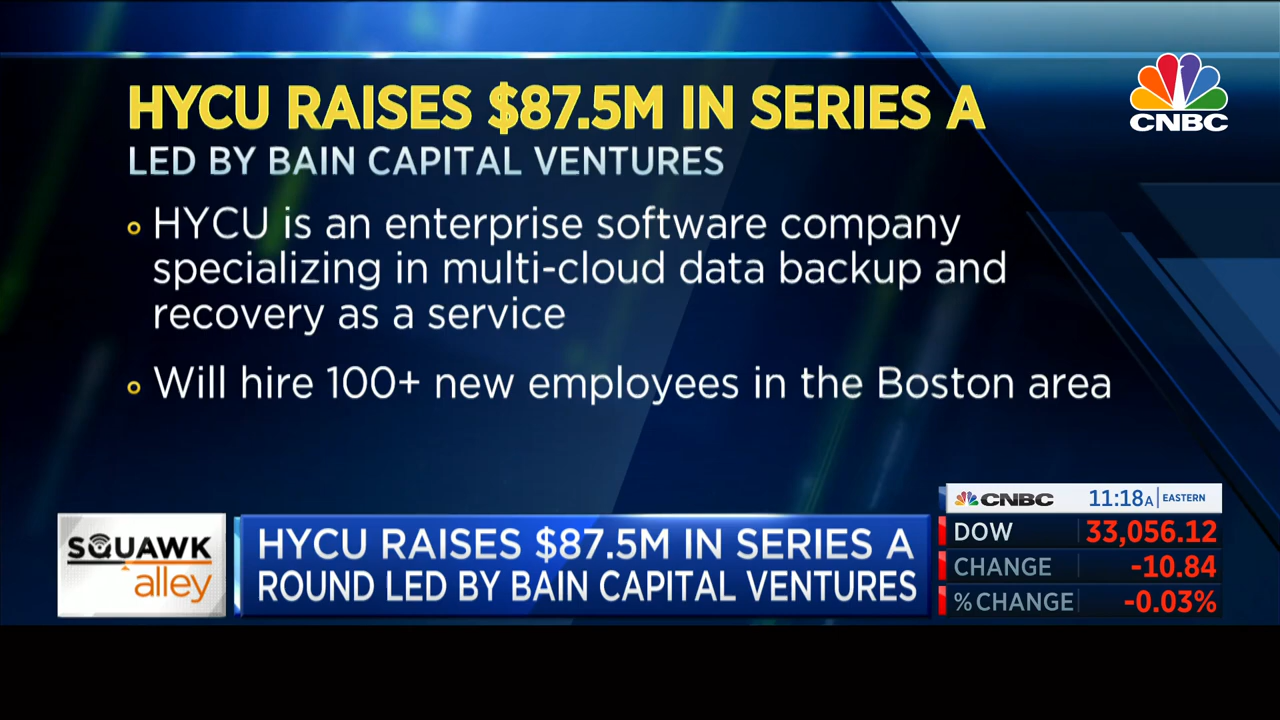 HYCU RAISES $87.5M IN SERIES A
LED BY BAIN CAPITAL VENTURES
HYCU is an enterprise software company
specializing in multi-cloud data backup and
recovery as a service
Will hire 100+ new employees in the Boston area
CNBC
SQUAWK
alley
HYCU RAISES $87.5M IN SERIES A
ROUND LED BY BAIN CAPITAL VENTURES
CNBC 11:18A EASTERN
DOW 33,056.12
CHANGE -10.84
% CHANGE -0.03%